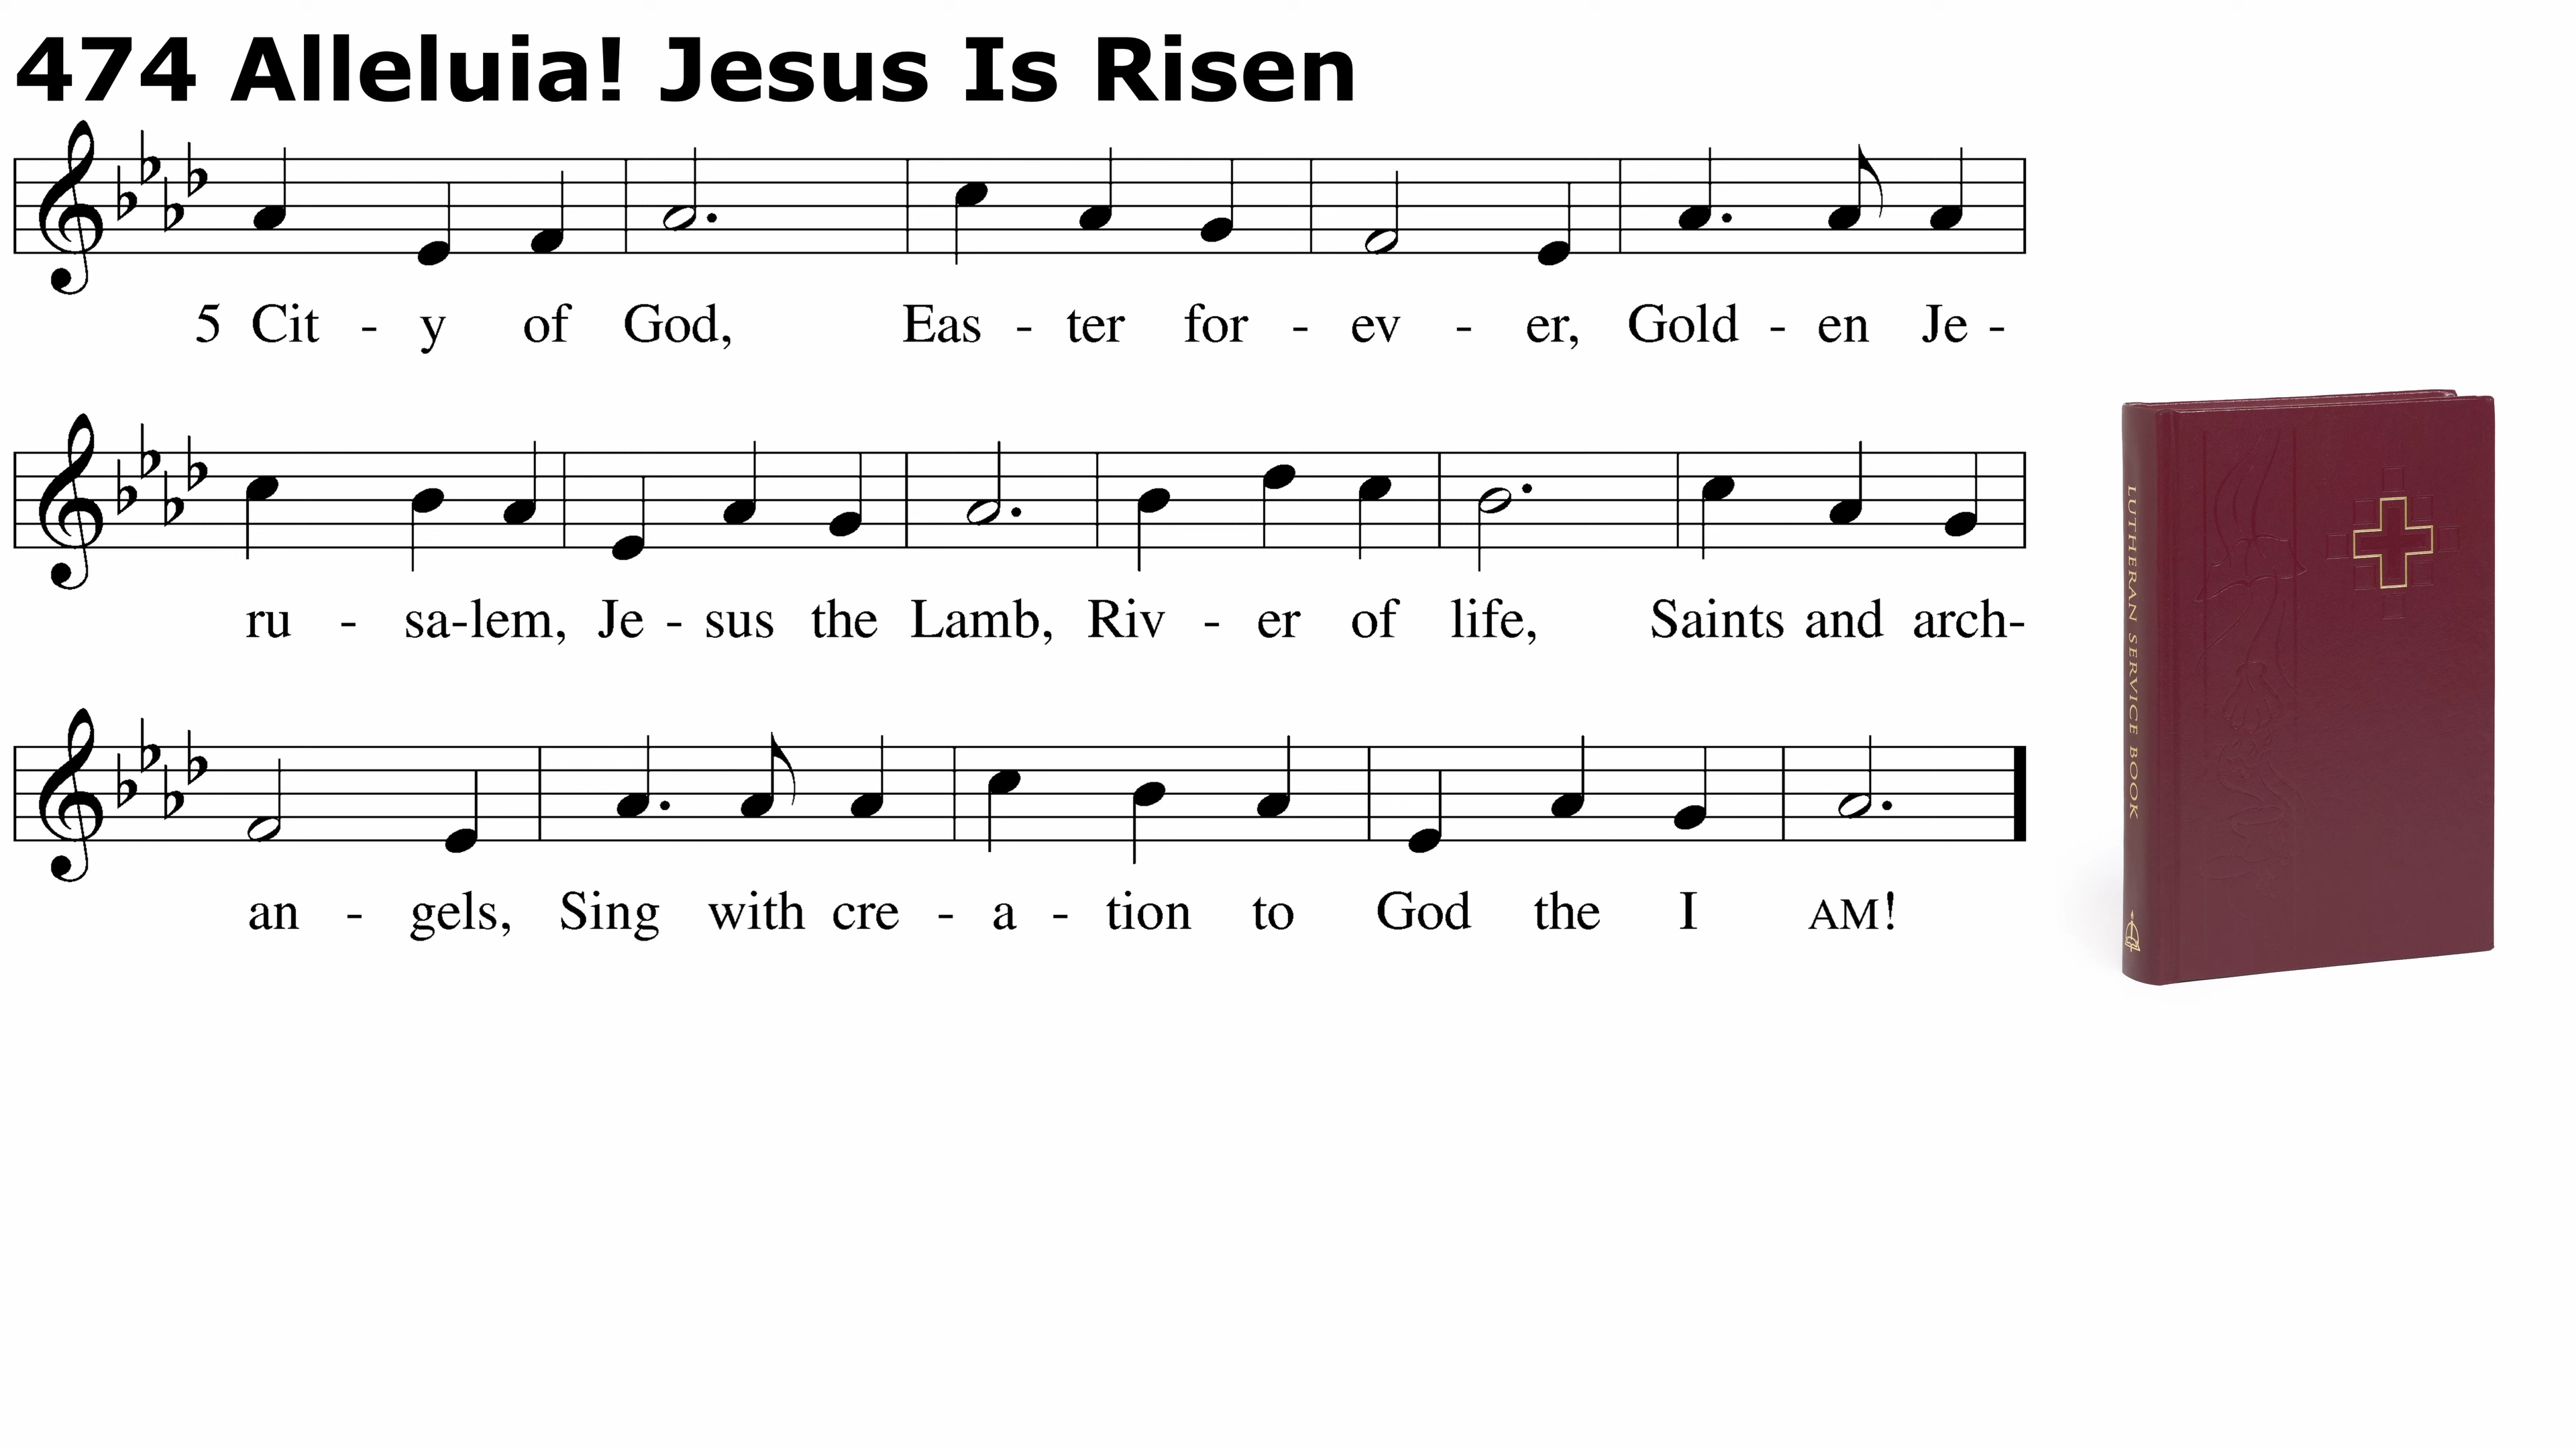 474 Alleluia! Jesus Is Risen
5 Cit - y of God, Eas - ter for - ev - er, Gold - en Je -
ru - sa-lem, Je - sus the Lamb, Riv - er of life, Saints and arch-
an - gels, Sing with cre - a - tion to God the I AM!
LUTHERAN SERVICE BOOK